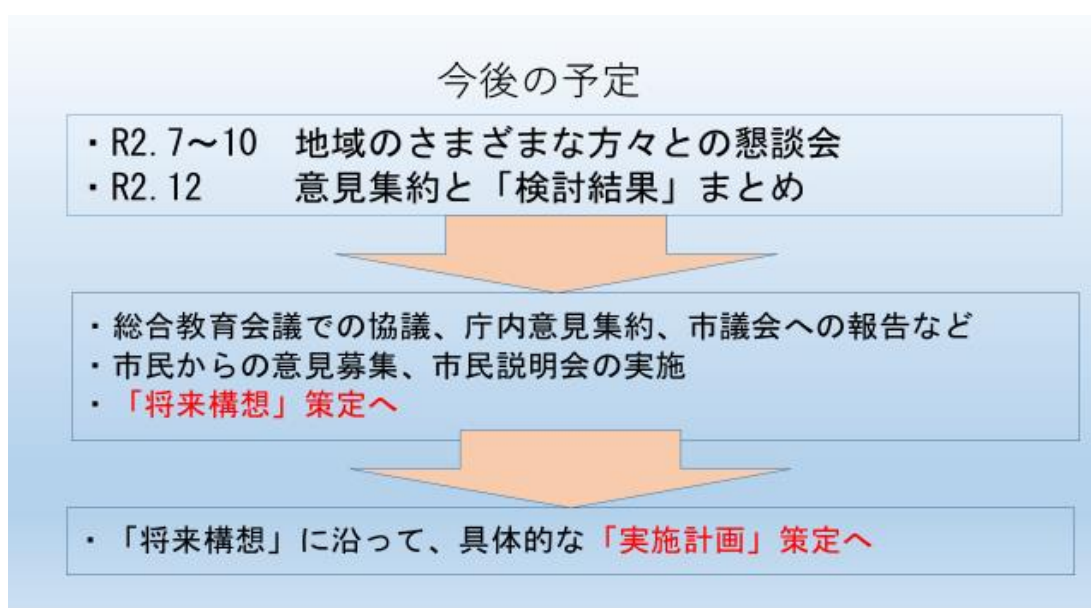 今後の予定
・R2.7～10　地域のさまざまな方々との懇談会
・R2.12　　意見集約と「検討結果」まとめ
・総合教育会議での協議、庁内意見集約、市議会への報告など
・市民からの意見募集、市民説明会の実施
・「将来構想」策定へ
・「将来構想」に沿って、具体的な「実施計画」策定へ